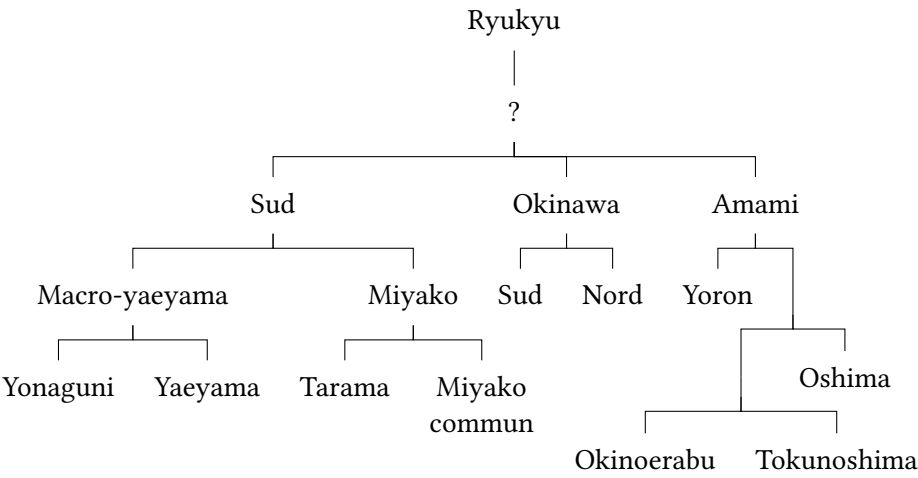 Ryukyu
?
Sud Okinawa Amami
Macro-yaeyama Miyako Sud Nord Yoron
Yonaguni Yaeyama Tarama Miyako
commun
Oshima
Okinoerabu Tokunoshima